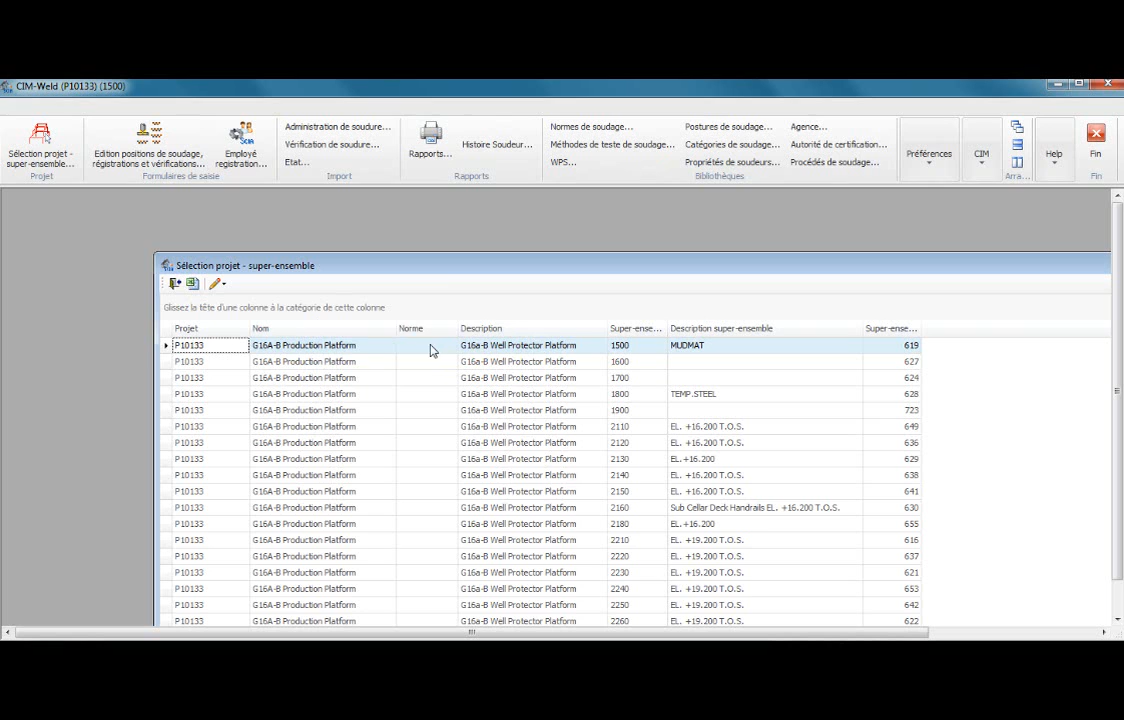 CIM-Weld (P10133) (1500)
Sélection projet - super-ensemble...
Projet
Edition positions de soudage, régistrations et vérifications...
Employé registration...
Formulaires de saisie
Administration de soudure...
Vérification de soudure...
Etat...
Import
Rapports...
Histoire Soudeur...
Rapports
Normes de soudage...
Méthodes de teste de soudage...
WPS...
Postures de soudage...
Catégories de soudage...
Propriétés de soudeurs...
Agence...
Autorité de certification...
Procédés de soudage...
Bibliothèques
Préférences
CIM
Arra...
Help
Fin
Fin
Sélection projet - super-ensemble
Glissez la tête d'une colonne à la catégorie de cette colonne
Projet Nom Norme Description Super-ense... Description super-ensemble Super-ense...
P10133 G16A-B Production Platform G16a-B Well Protector Platform 1500 MUDMAT 619
P10133 G16A-B Production Platform G16a-B Well Protector Platform 1600 627
P10133 G16A-B Production Platform G16a-B Well Protector Platform 1700 624
P10133 G16A-B Production Platform G16a-B Well Protector Platform 1800 TEMP.STEEL 628
P10133 G16A-B Production Platform G16a-B Well Protector Platform 1900 723
P10133 G16A-B Production Platform G16a-B Well Protector Platform 2110 EL. +16.200 T.O.S. 649
P10133 G16A-B Production Platform G16a-B Well Protector Platform 2120 EL. +16.200 T.O.S. 636
P10133 G16A-B Production Platform G16a-B Well Protector Platform 2130 EL.+16.200 629
P10133 G16A-B Production Platform G16a-B Well Protector Platform 2140 EL. +16.200 T.O.S. 638
P10133 G16A-B Production Platform G16a-B Well Protector Platform 2150 EL. +16.200 T.O.S. 641
P10133 G16A-B Production Platform G16a-B Well Protector Platform 2160 Sub Cellar Deck Handrails EL. +16.200 T.O.S. 630
P10133 G16A-B Production Platform G16a-B Well Protector Platform 2180 EL.+16.200 655
P10133 G16A-B Production Platform G16a-B Well Protector Platform 2210 EL. +19.200 T.O.S. 616
P10133 G16A-B Production Platform G16a-B Well Protector Platform 2220 EL. +19.200 T.O.S. 637
P10133 G16A-B Production Platform G16a-B Well Protector Platform 2230 EL. +19.200 T.O.S. 621
P10133 G16A-B Production Platform G16a-B Well Protector Platform 2240 EL. +19.200 T.O.S. 653
P10133 G16A-B Production Platform G16a-B Well Protector Platform 2250 EL. +19.200 T.O.S. 642
P10133 G16A-B Production Platform G16a-B Well Protector Platform 2260 EL. +19.200 T.O.S. 622